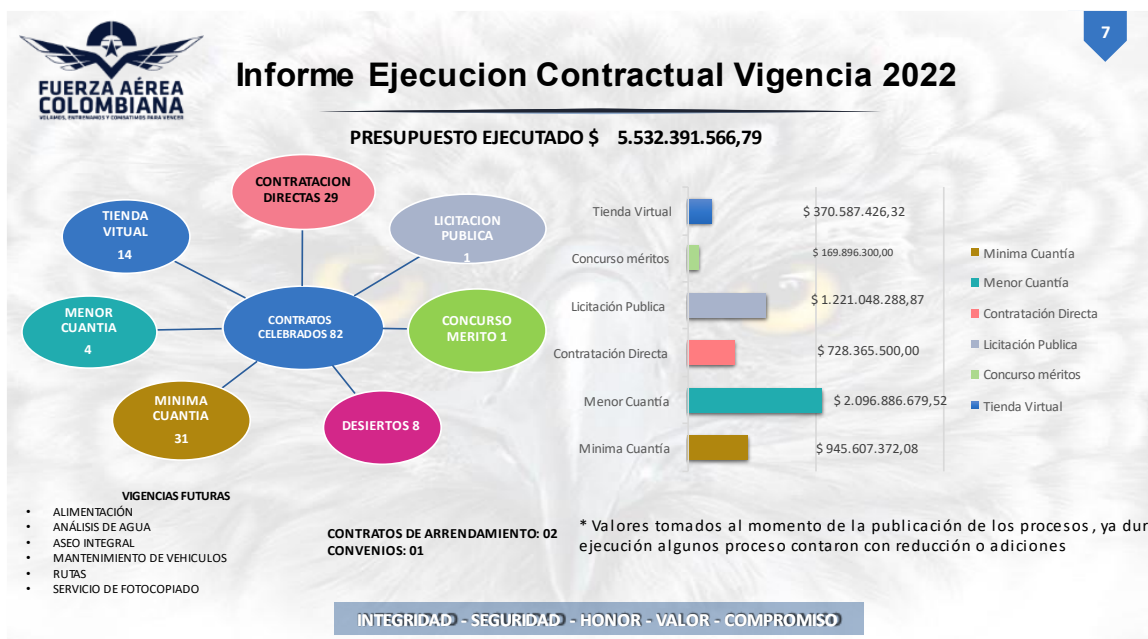 7
FUERZA AÉREA
COLOMBIANA
VOLAMOS, ENTRENAMOS Y COMBATIMOS PARA VENCER
Informe Ejecucion Contractual Vigencia 2022
PRESUPUESTO EJECUTADO $ 5.532.391.566,79
CONTRATACION
DIRECTAS 29
TIENDA
VITUAL
14
LICITACION
PUBLICA
1
MENOR
CUANTIA
4
CONTRATOS
CELEBRADOS 82
CONCURSO
MERITO 1
MINIMA
CUANTIA
31
DESIERTOS 8
Tienda Virtual $ 370.587.426,32
Concurso méritos $ 169.896.300,00
Licitación Publica $ 1.221.048.288,87
Contratación Directa $ 728.365.500,00
Menor Cuantía $ 2.096.886.679,52
Minima Cuantía $ 945.607.372,08
Minima Cuantía
Menor Cuantía
Contratación Directa
Licitación Publica
Concurso méritos
Tienda Virtual
VIGENCIAS FUTURAS
• ALIMENTACIÓN
• ANÁLISIS DE AGUA
• ASEO INTEGRAL
• MANTENIMIENTO DE VEHICULOS
• RUTAS
• SERVICIO DE FOTOCOPIADO
CONTRATOS DE ARRENDAMIENTO: 02
CONVENIOS: 01
* Valores tomados al momento de la publicación de los procesos , ya dur
ejecución algunos proceso contaron con reducción o adiciones
INTEGRIDAD - SEGURIDAD - HONOR - VALOR - COMPROMISO